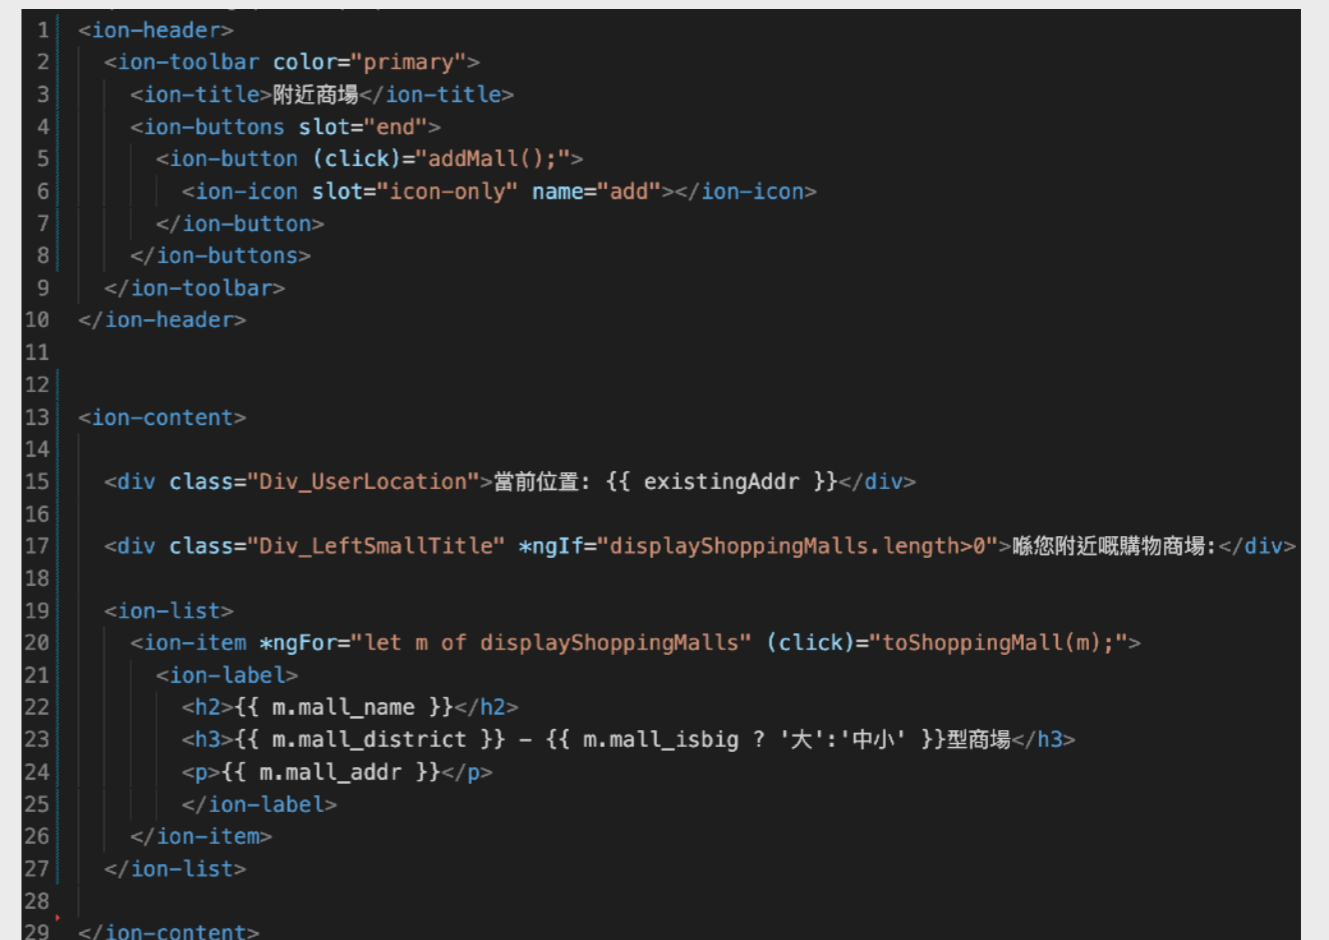 1 <ion-header>
2 <ion-toolbar color="primary">
3 <ion-title>附近商場</ion-title>
4 <ion-buttons slot="end">
5 <ion-button (click)="addMall();">
6 <ion-icon slot="icon-only" name="add"></ion-icon>
7 </ion-button>
8 </ion-buttons>
9 </ion-toolbar>
10 </ion-header>
11
12
13 <ion-content>
14
15 <div class="Div_UserLocation">當前位置: {{ existingAddr }}</div>
16
17 <div class="Div_LeftSmallTitle" *ngIf="displayShoppingMalls.length>0">喺您附近嘅購物商場:</div>
18
19 <ion-list>
20 <ion-item *ngFor="let m of displayShoppingMalls" (click)="toShoppingMall(m);">
21 <ion-label>
22 <h2>{{ m.mall_name }}</h2>
23 <h3>{{ m.mall_district }} - {{ m.mall_isbig ? '大':'中小' }}型商場</h3>
24 <p>{{ m.mall_addr }}</p>
25 </ion-label>
26 </ion-item>
27 </ion-list>
28
29 </ion-content>